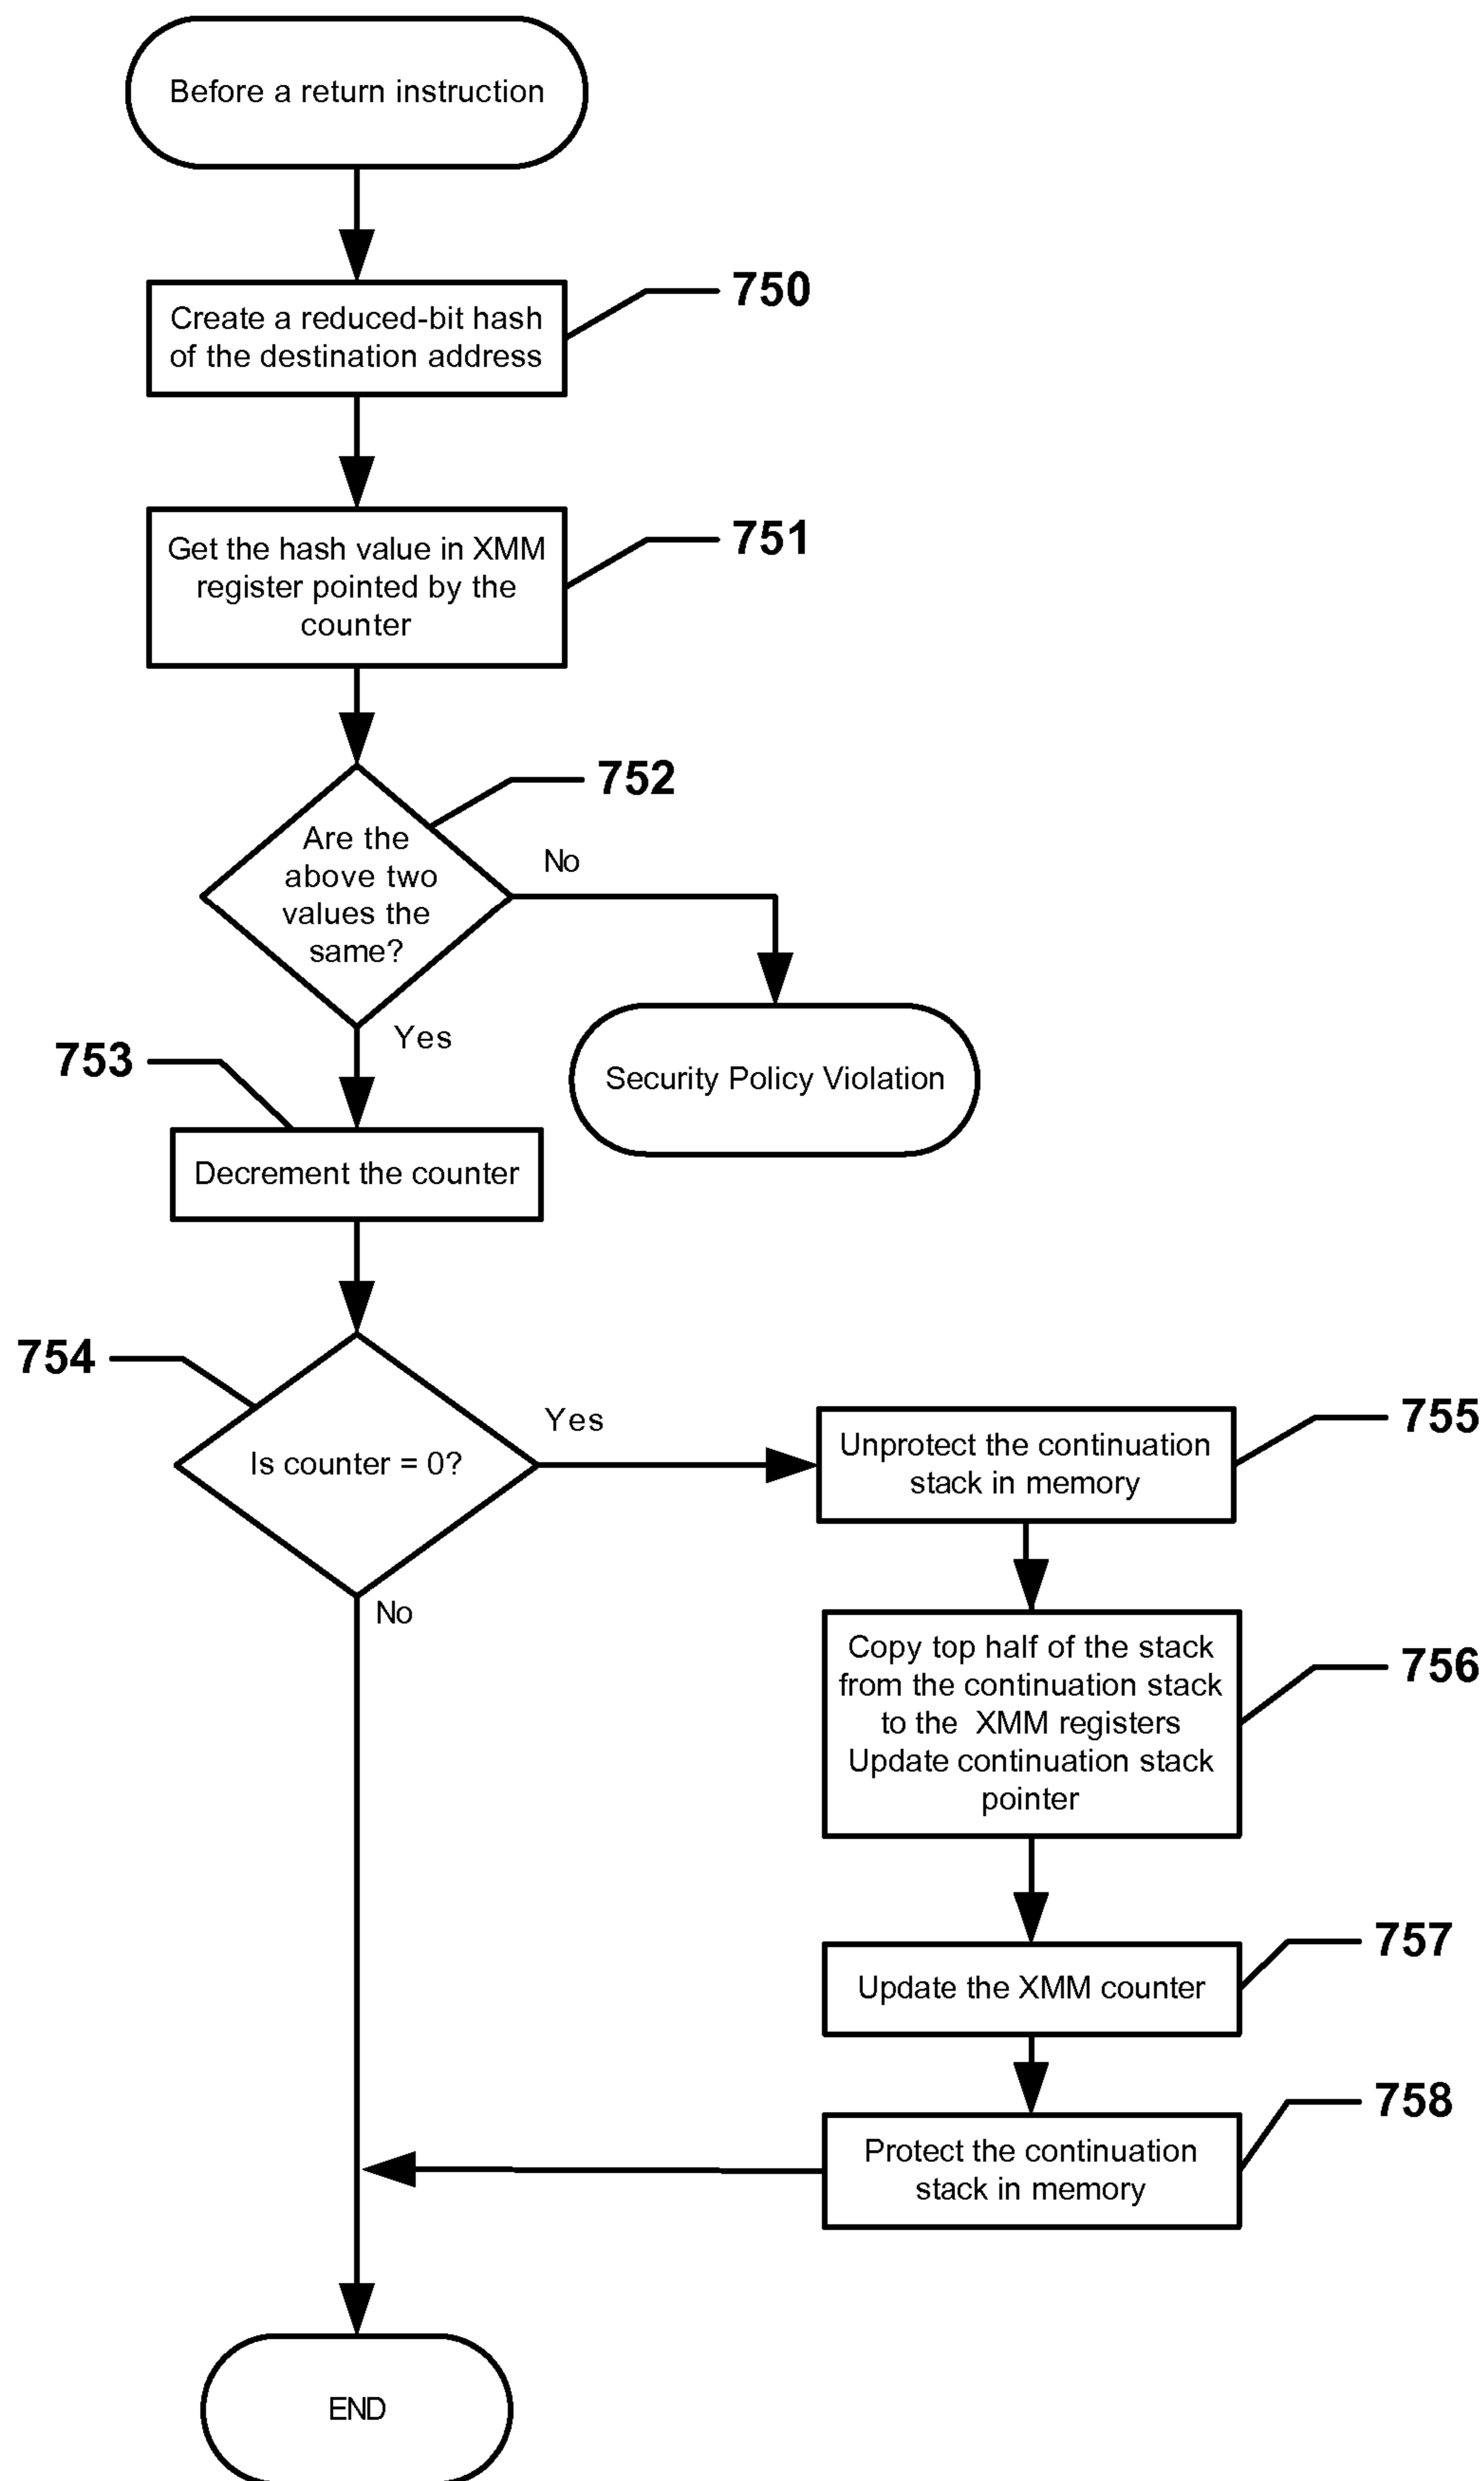 Before a return instruction
750
Create a reduced-bit hash
of the destination address
751
Get the hash value in XMM
register pointed by the
counter
752
Are the
above two
values the
same?
No
Yes
Security Policy Violation
753
Decrement the counter
754
Is counter = 0?
Yes
No
755
Unprotect the continuation
stack in memory
756
Copy top half of the stack
from the continuation stack
to the XMM registers
Update continuation stack
pointer
757
Update the XMM counter
758
Protect the continuation
stack in memory
END